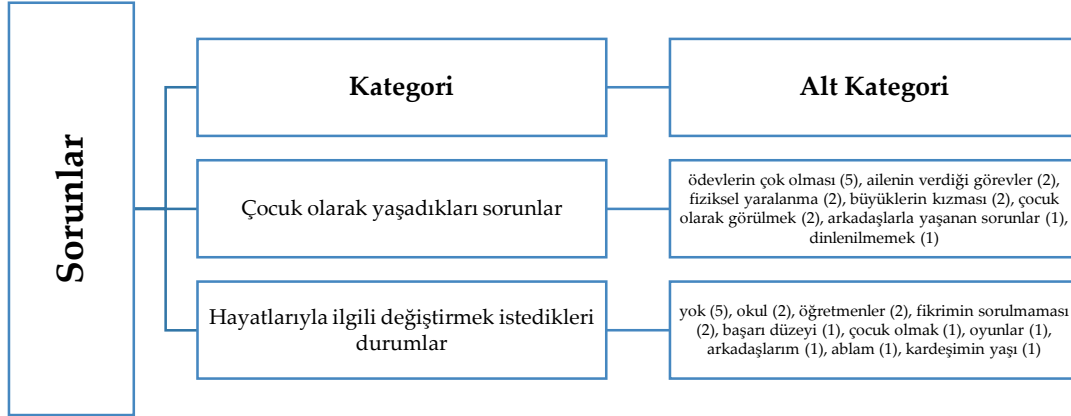 Sorunlar
Kategori
Alt Kategori
Çocuk olarak yaşadıkları sorunlar
ödevlerin çok olması (5), ailenin verdiği görevler (2),
fiziksel yaralanma (2), büyüklerin kızması (2), çocuk
olarak görülmek (2), arkadaşlarla yaşanan sorunlar (1),
dinlenilmemek (1)
Hayatlarıyla ilgili değiştirmek istedikleri
durumlar
yok (5), okul (2), öğretmenler (2), fikrimin sorulmaması
(2), başarı düzeyi (1), çocuk olmak (1), oyunlar (1),
arkadaşlarım (1), ablam (1), kardeşimin yaşı (1)